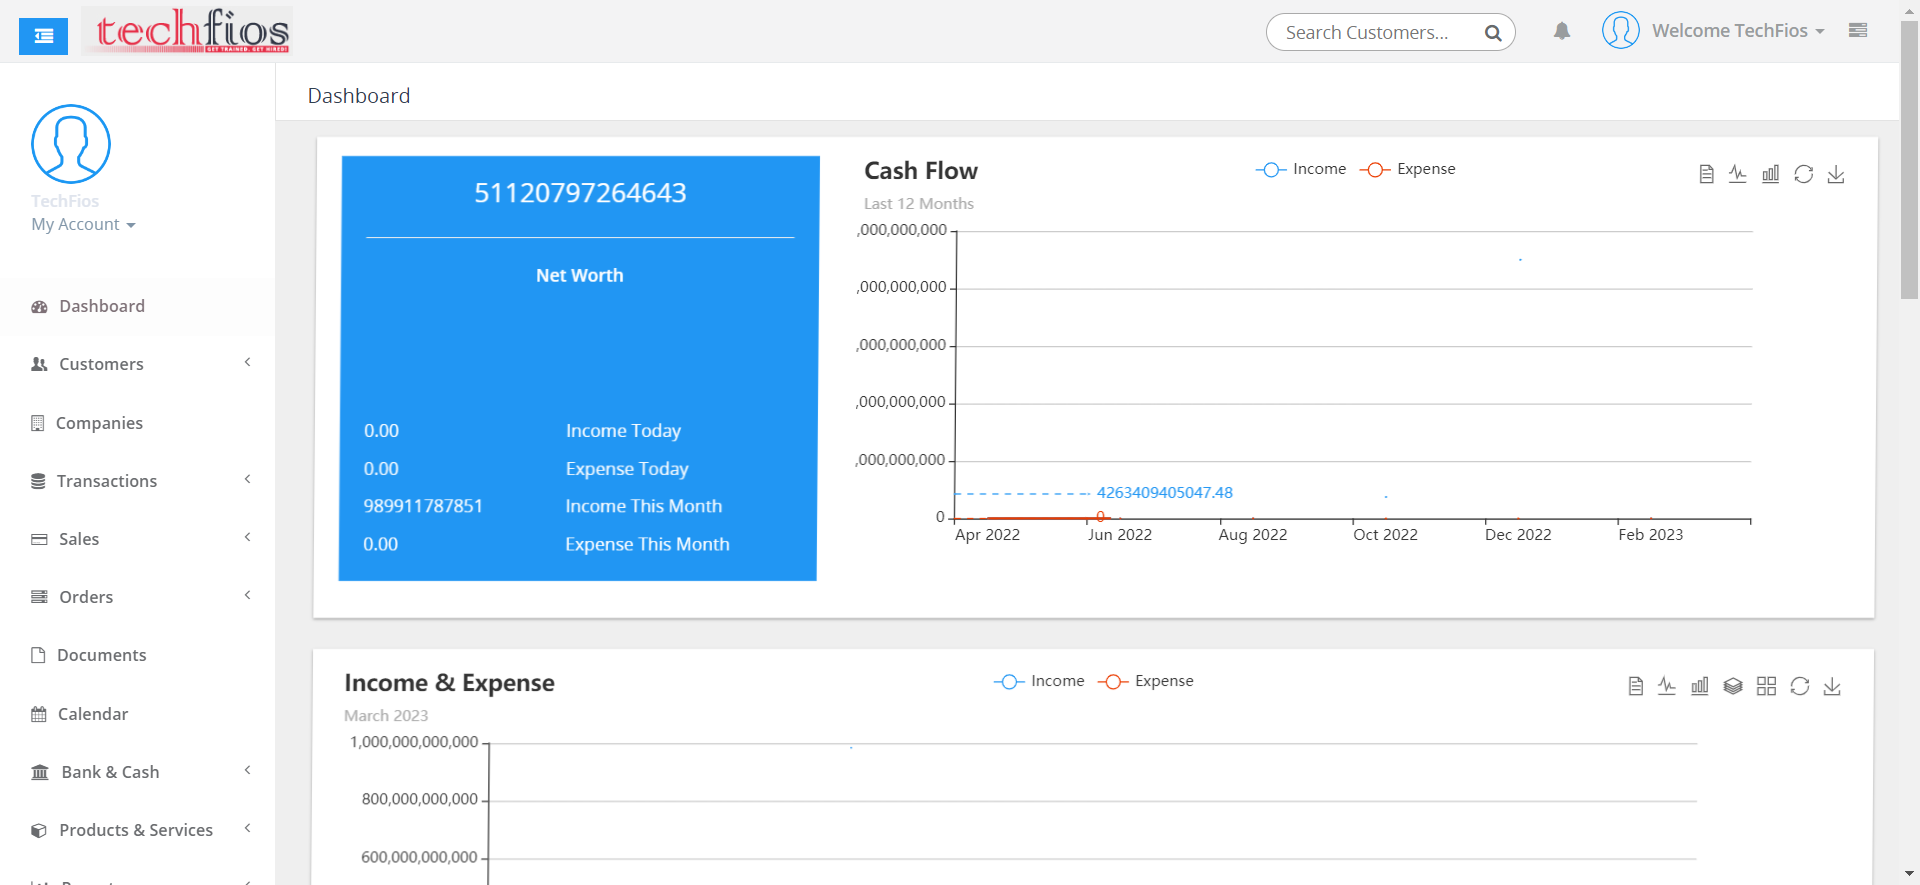 techfios
GET TRAINED. GET HIRED!
Search Customers...
Welcome TechFios
TechFios
My Account
Dashboard
Customers
Companies
Transactions
Sales
Orders
Documents
Calendar
Bank & Cash
Products & Services
Dashboard
51120797264643
Net Worth
0.00 Income Today
0.00 Expense Today
989911787851 Income This Month
0.00 Expense This Month
Cash Flow
Last 12 Months
Income Expense
,000,000,000
,000,000,000
,000,000,000
,000,000,000
,000,000,000
4263409405047.48
0
0
Apr 2022 Jun 2022 Aug 2022 Oct 2022 Dec 2022 Feb 2023
Income & Expense
March 2023
Income Expense
1,000,000,000,000
800,000,000,000
600,000,000,000